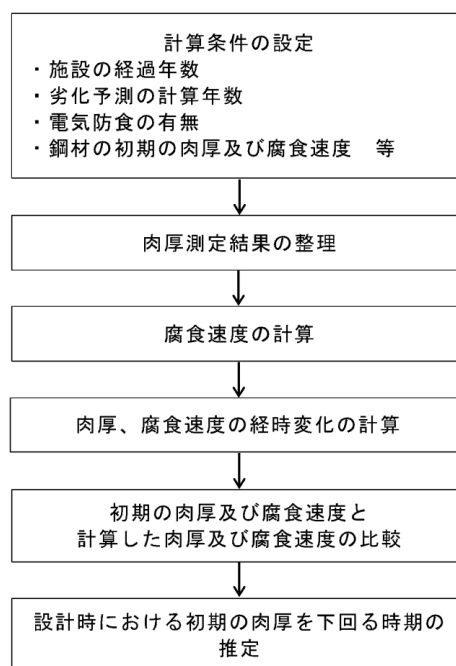 計算条件の設定
・施設の経過年数
・劣化予測の計算年数
・電気防食の有無
・鋼材の初期の肉厚及び腐食速度　等
肉厚測定結果の整理
腐食速度の計算
肉厚、腐食速度の経時変化の計算
初期の肉厚及び腐食速度と
計算した肉厚及び腐食速度の比較
設計時における初期の肉厚を下回る時期の
推定